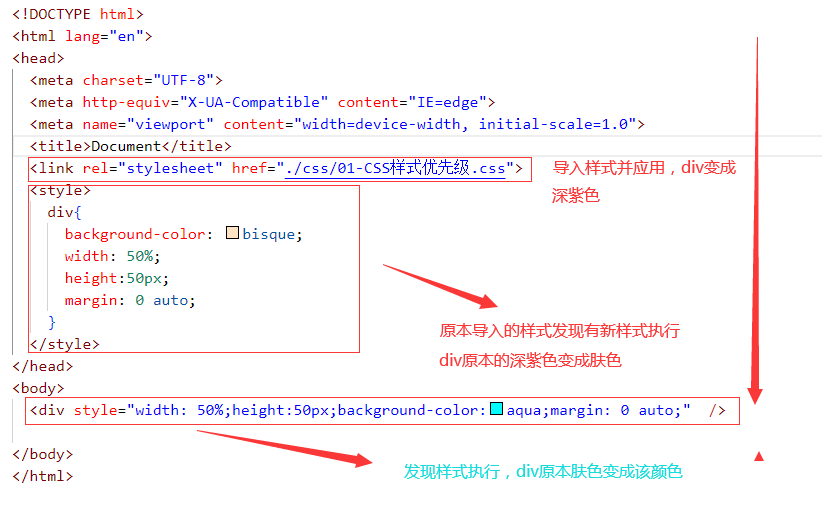 <!DOCTYPE html>
<html lang="en">
<head>
<meta charset="UTF-8">
<meta http-equiv="X-UA-Compatible" content="IE=edge">
<meta name="viewport" content="width=device-width, initial-scale=1.0">
<title>Document</title>
<link rel="stylesheet" href="./css/01-CSS样式优先级.css">
导入样式并应用，div变成
深紫色
<style>
div{
background-color: bisque;
width: 50%;
height:50px;
margin: 0 auto;
}
</style>
原本导入的样式发现有新样式执行
div原本的深紫色变成肤色
</head>
<body>
<div style="width: 50%;height:50px;background-color:aqua;margin: 0 auto;" />
</body>
发现样式执行，div原本肤色变成该颜色
</html>